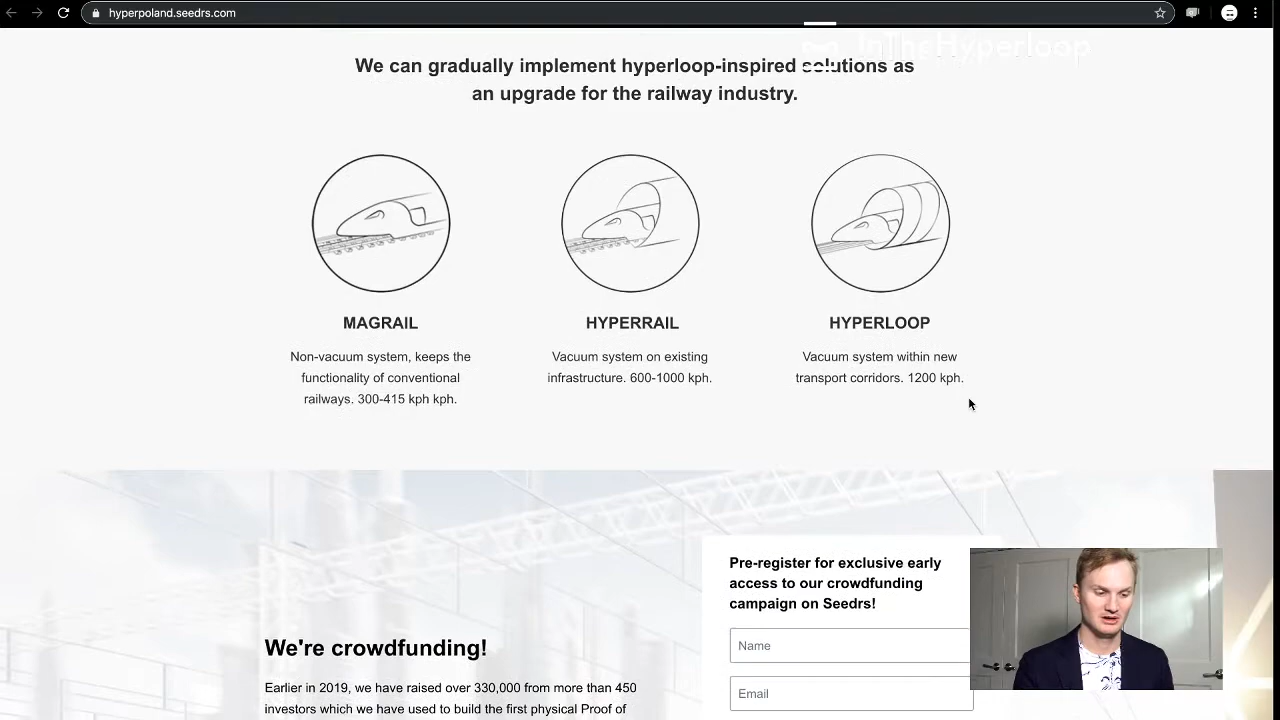 hyperpoland.seedrs.com
InTheHyperloop
We can gradually implement hyperloop-inspired solutions as
an upgrade for the railway industry.
MAGRAIL
Non-vacuum system, keeps the
functionality of conventional
railways. 300-415 kph kph.
HYPERRAIL
Vacuum system on existing
infrastructure. 600-1000 kph.
HYPERLOOP
Vacuum system within new
transport corridors. 1200 kph.
We're crowdfunding!
Earlier in 2019, we have raised over 330,000 from more than 450
investors which we have used to build the first physical Proof of
Pre-register for exclusive early
access to our crowdfunding
campaign on Seedrs!
Name
Email